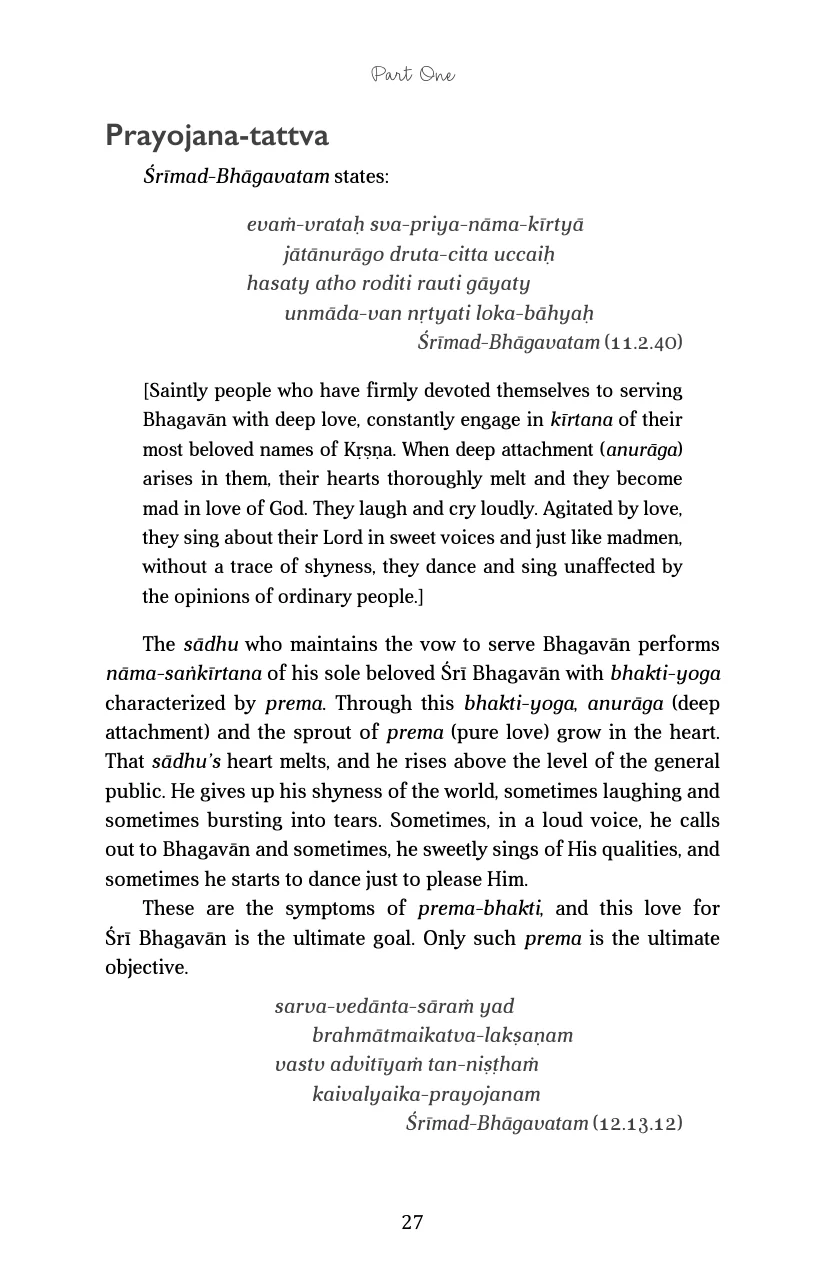 Part One
Prayojana-tattva
Śrīmad-Bhāgavatam states:
evaṁ-vrataḥ sva-priya-nāma-kīrtyā
jātānurāgo druta-citta uccaiḥ
hasaty atho roditi rauti gāyaty
unmāda-van nṛtyati loka-bāhyaḥ
Śrīmad-Bhāgavatam (11.2.40)
[Saintly people who have firmly devoted themselves to serving
Bhagavān with deep love, constantly engage in kīrtana of their
most beloved names of Kṛṣṇa. When deep attachment (anurāga)
arises in them, their hearts thoroughly melt and they become
mad in love of God. They laugh and cry loudly. Agitated by love,
they sing about their Lord in sweet voices and just like madmen,
without a trace of shyness, they dance and sing unaffected by
the opinions of ordinary people.]
The sādhu who maintains the vow to serve Bhagavān performs
nāma-saṅkīrtana of his sole beloved Śrī Bhagavān with bhakti-yoga
characterized by prema. Through this bhakti-yoga, anurāga (deep
attachment) and the sprout of prema (pure love) grow in the heart.
That sādhu's heart melts, and he rises above the level of the general
public. He gives up his shyness of the world, sometimes laughing and
sometimes bursting into tears. Sometimes, in a loud voice, he calls
out to Bhagavān and sometimes, he sweetly sings of His qualities, and
sometimes he starts to dance just to please Him.
These are the symptoms of prema-bhakti, and this love for
Śrī Bhagavān is the ultimate goal. Only such prema is the ultimate
objective.
sarva-vedānta-sāraṁ yad
brahmātmaikatva-lakṣaṇam
vastv advitīyaṁ tan-niṣṭhaṁ
kaivalyaika-prayojanam
Śrīmad-Bhāgavatam (12.13.12)
27